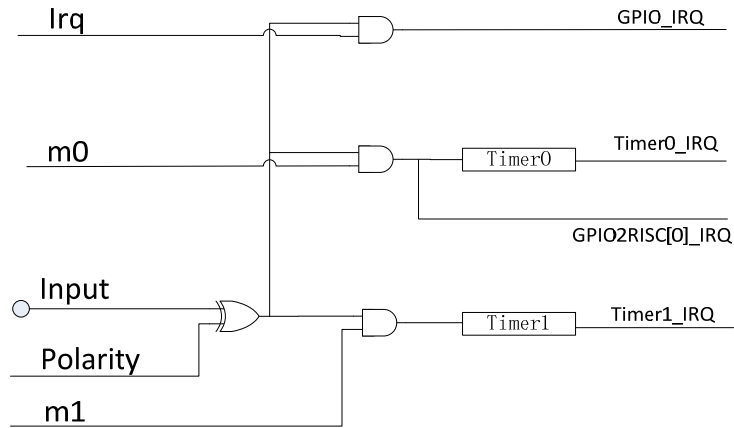 Irq
GPIO_IRQ
m0
Timer0
Timer0_IRQ
GPIO2RISC[0]_IRQ
Input
Timer1
Timer1_IRQ
Polarity
m1